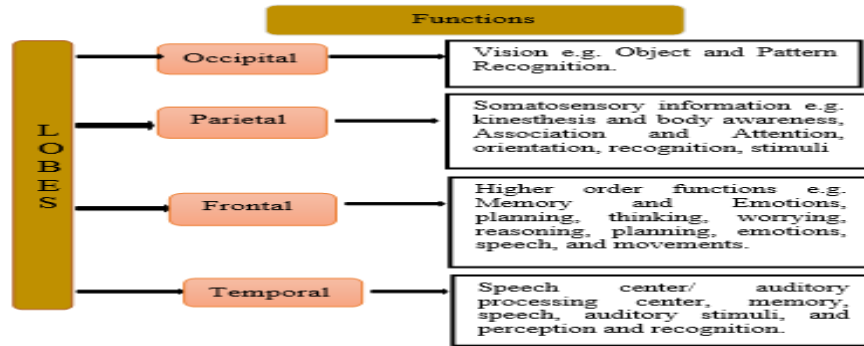 Functions
LOBES
Occipital
Vision e.g. Object and Pattern
Recognition.
Parietal
Somatosensory information e.g.
kinesthesis and body awareness,
Association and Attention,
orientation, recognition, stimuli
Frontal
Higher order functions e.g.
Memory and Emotions,
planning, thinking, worrying,
reasoning, planning, emotions,
speech, and movements.
Temporal
Speech center/ auditory
processing center, memory,
speech, auditory stimuli, and
perception and recognition.